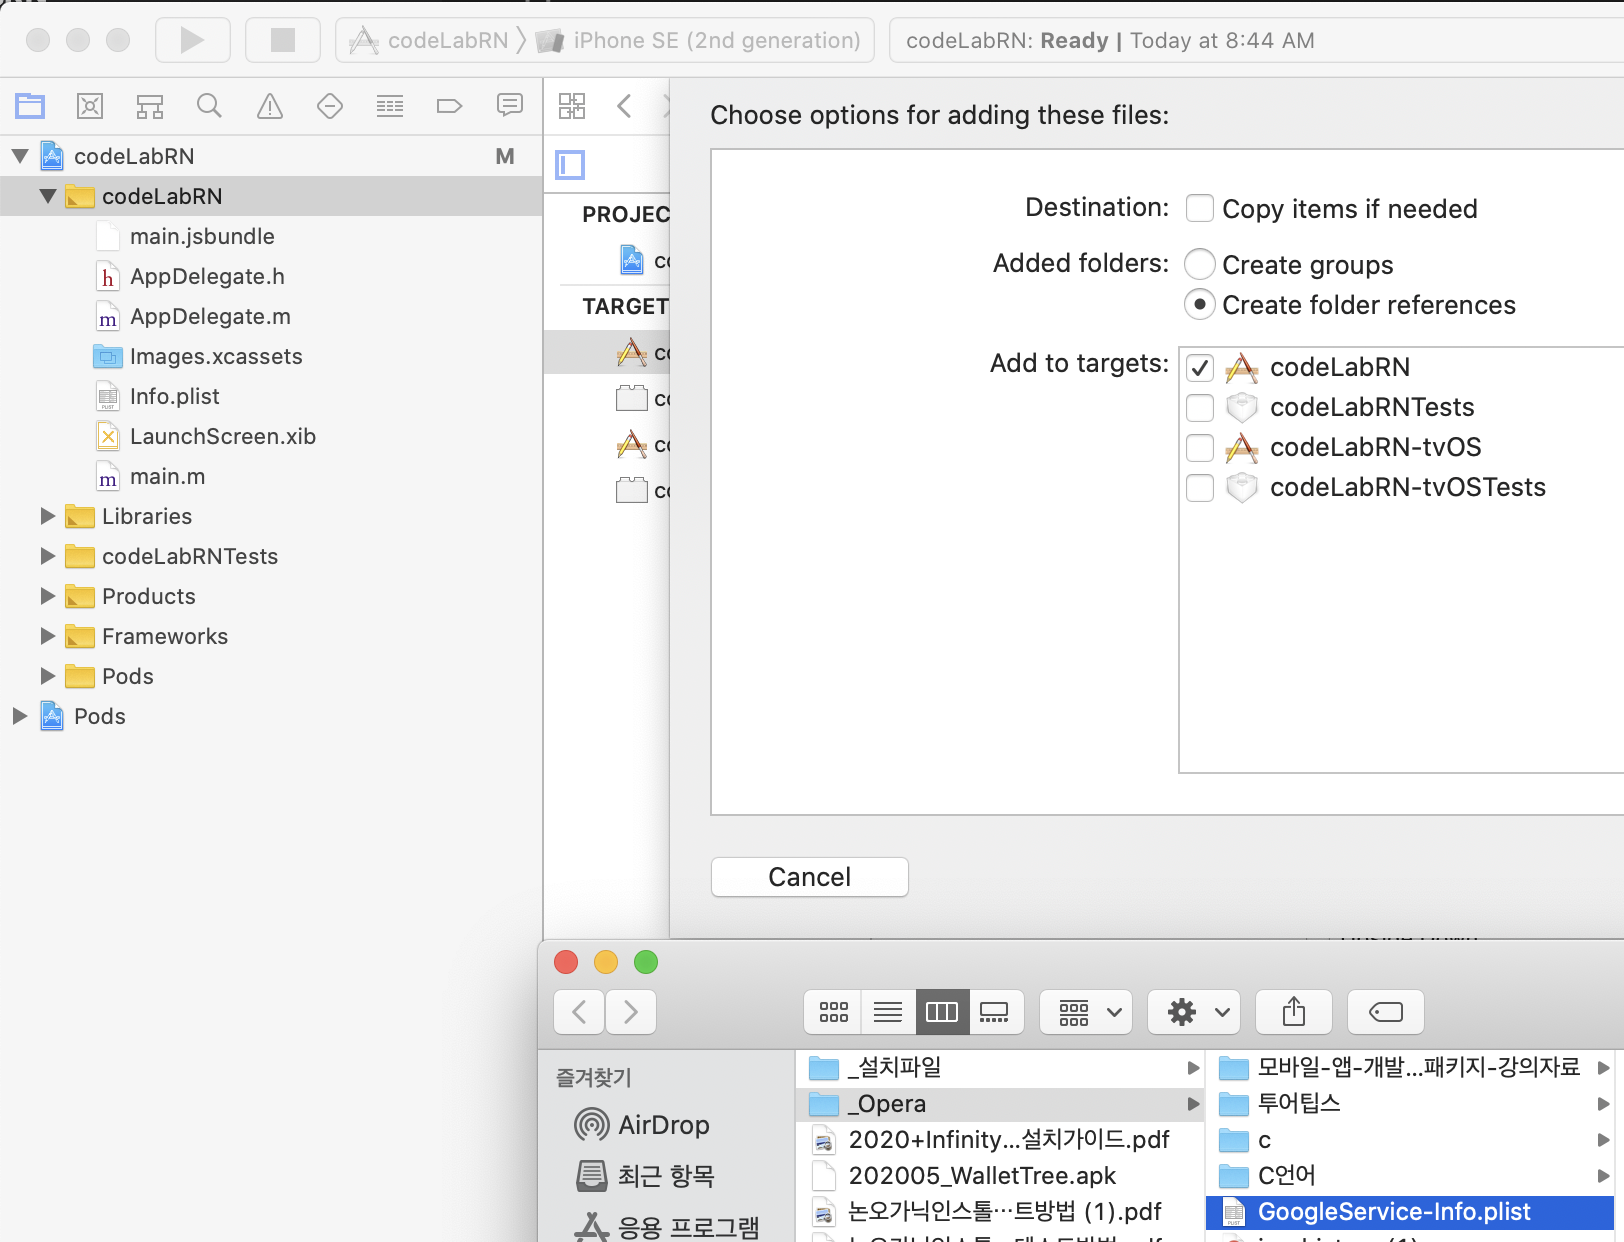 codeLabRN
iPhone SE (2nd generation)
codeLabRN: Ready | Today at 8:44 AM
codeLabRN
M
codeLabRN
main.jsbundle
AppDelegate.h
AppDelegate.m
Images.xcassets
Info.plist
LaunchScreen.xib
main.m
Libraries
codeLabRNTests
Products
Frameworks
Pods
Pods
PROJEC
TARGET
Choose options for adding these files:
Destination:
Copy items if needed
Added folders:
Create groups
Create folder references
Add to targets:
codeLabRN
codeLabRNTests
codeLabRN-tvOS
codeLabRN-tvOSTests
Cancel
즐겨찾기
AirDrop
최근 항목
응용 프로그램
_설치파일
_Opera
2020+Infinity...설치가이드.pdf
202005_WalletTree.apk
논오가닉인스톨…트방법 (1).pdf
모바일-앱-개발...패키지-강의자료
투어팁스
c
C언어
GoogleService-Info.plist